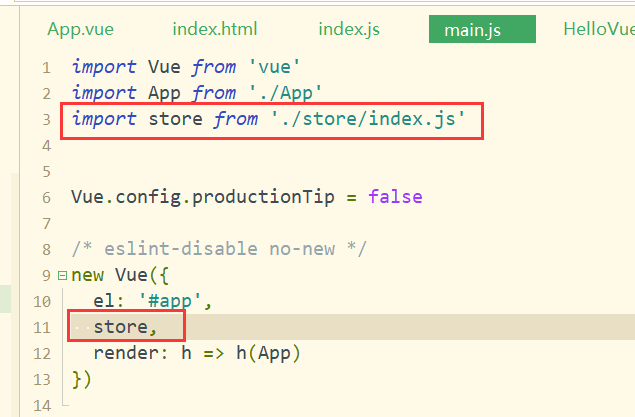 App.vue index.html index.js main.js HelloVue
1 import Vue from 'vue'
2 import App from './App'
3 import store from './store/index.js'
4
5
6 Vue.config.productionTip = false
7
8 /* eslint-disable no-new */
9 new Vue({
10   el: '#app',
11   store,
12   render: h => h(App)
13 })
14